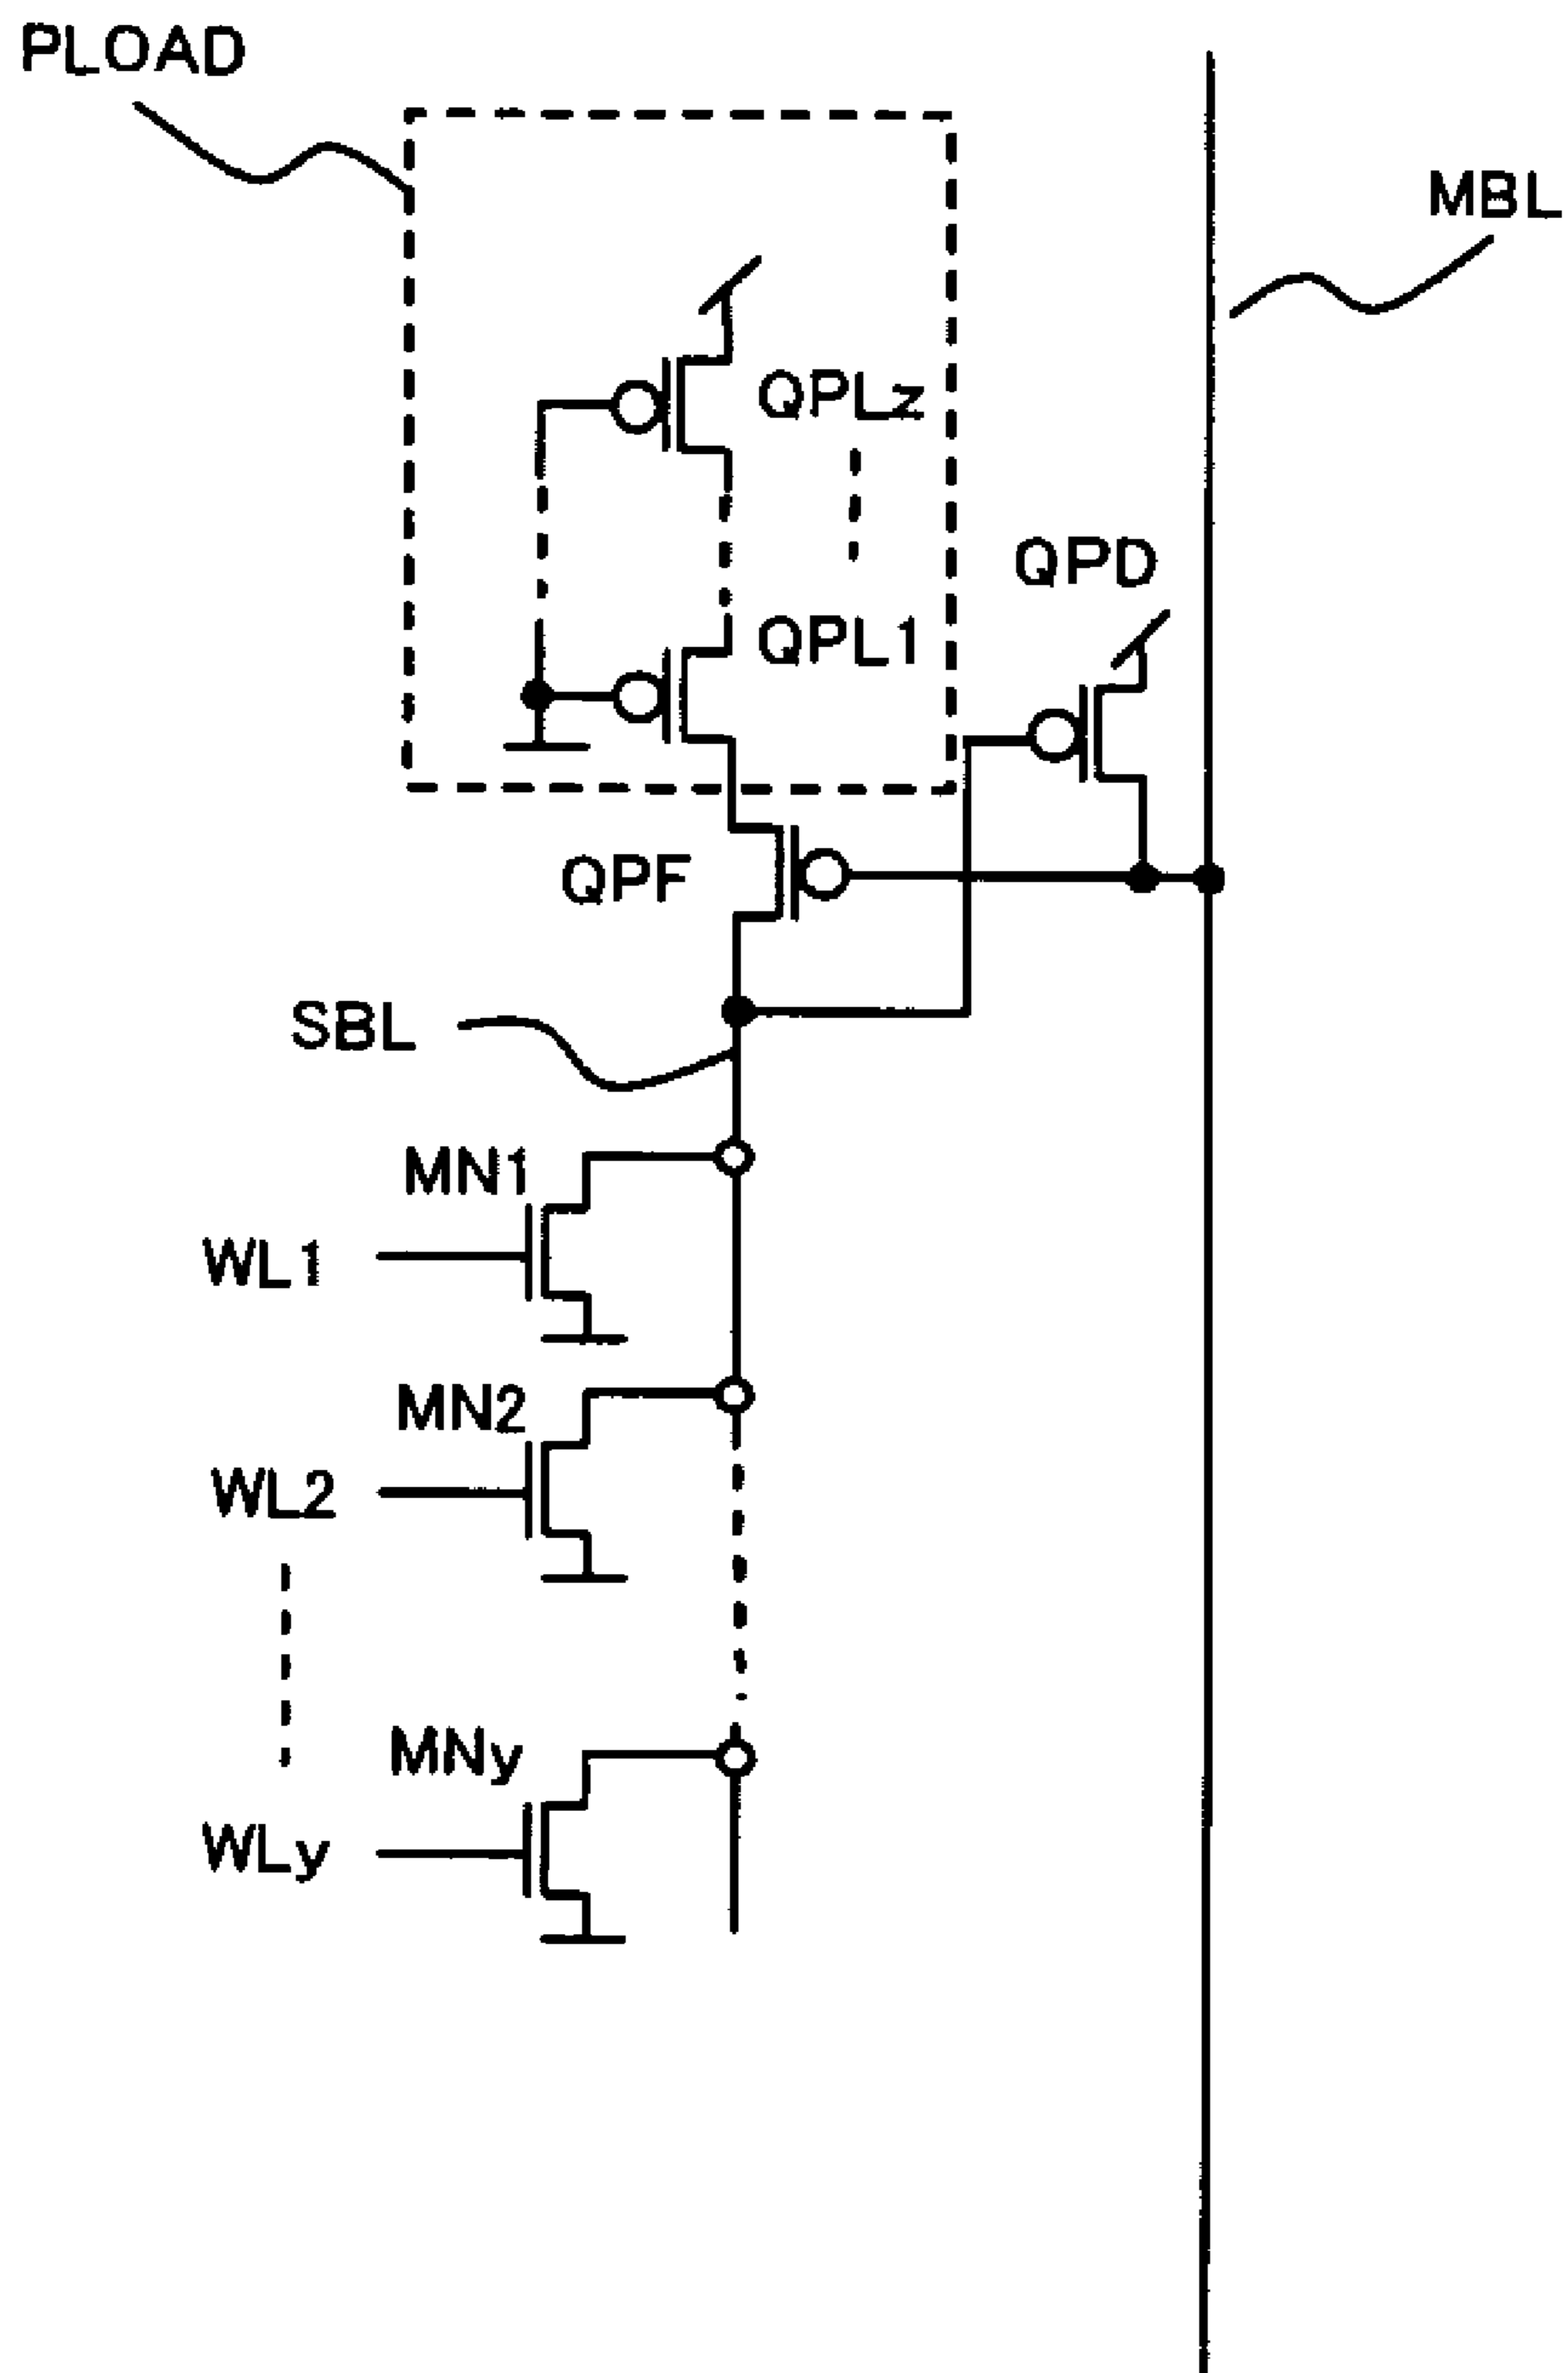 PLOAD
MBL
QPLz
QPD
QPL1
QPF
SBL
MN1
WL1
MN2
WL2
MNy
WLy